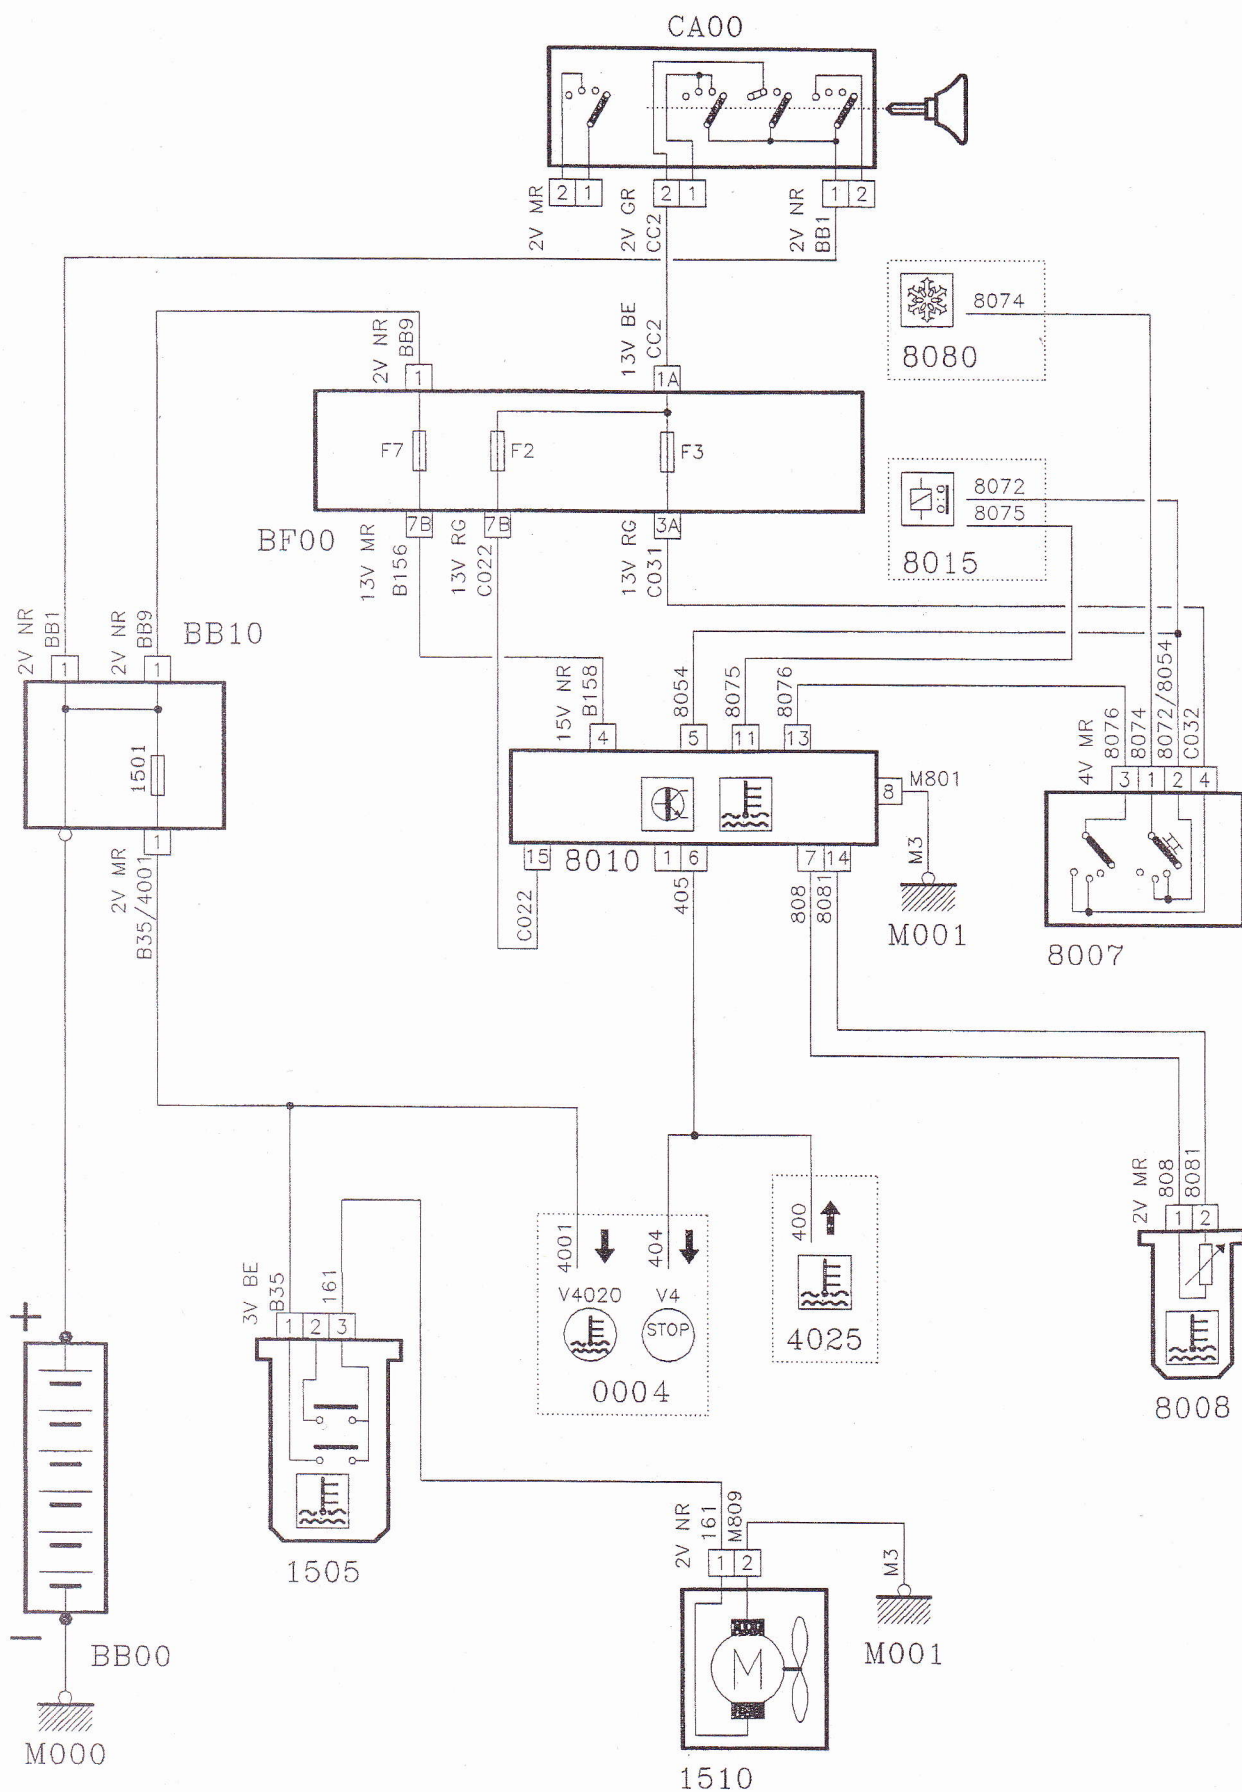 CA00
2 1
2 1
1 2
2V MR
2V GR
CC2
2V NR
BB1
8074
8080
2V NR
BB9
13V BE
CC2
1
1A
F7
F2
F3
8072
8075
8015
7B
7B
3A
BF00
13V MR
B156
13V RG
C022
13V RG
C031
2V NR
BB1
2V NR
BB9
BB10
1
1
1501
1
2V MR
B35/4001
15V NR
B158
8054
8075
8076
4
5
11
13
8
M801
M3
M001
15
8010
1 6
7 14
C022
405
808
8081
4V MR
8076
8074
8072/8054
C032
3 1 2 4
8007
2V MR
808
8081
1 2
8008
3V BE
B35
161
1 2 3
1505
4001
404
400
V4020
V4
STOP
0004
4025
+
−
BB00
M000
2V NR
161
M809
1 2
M
M3
M001
1510